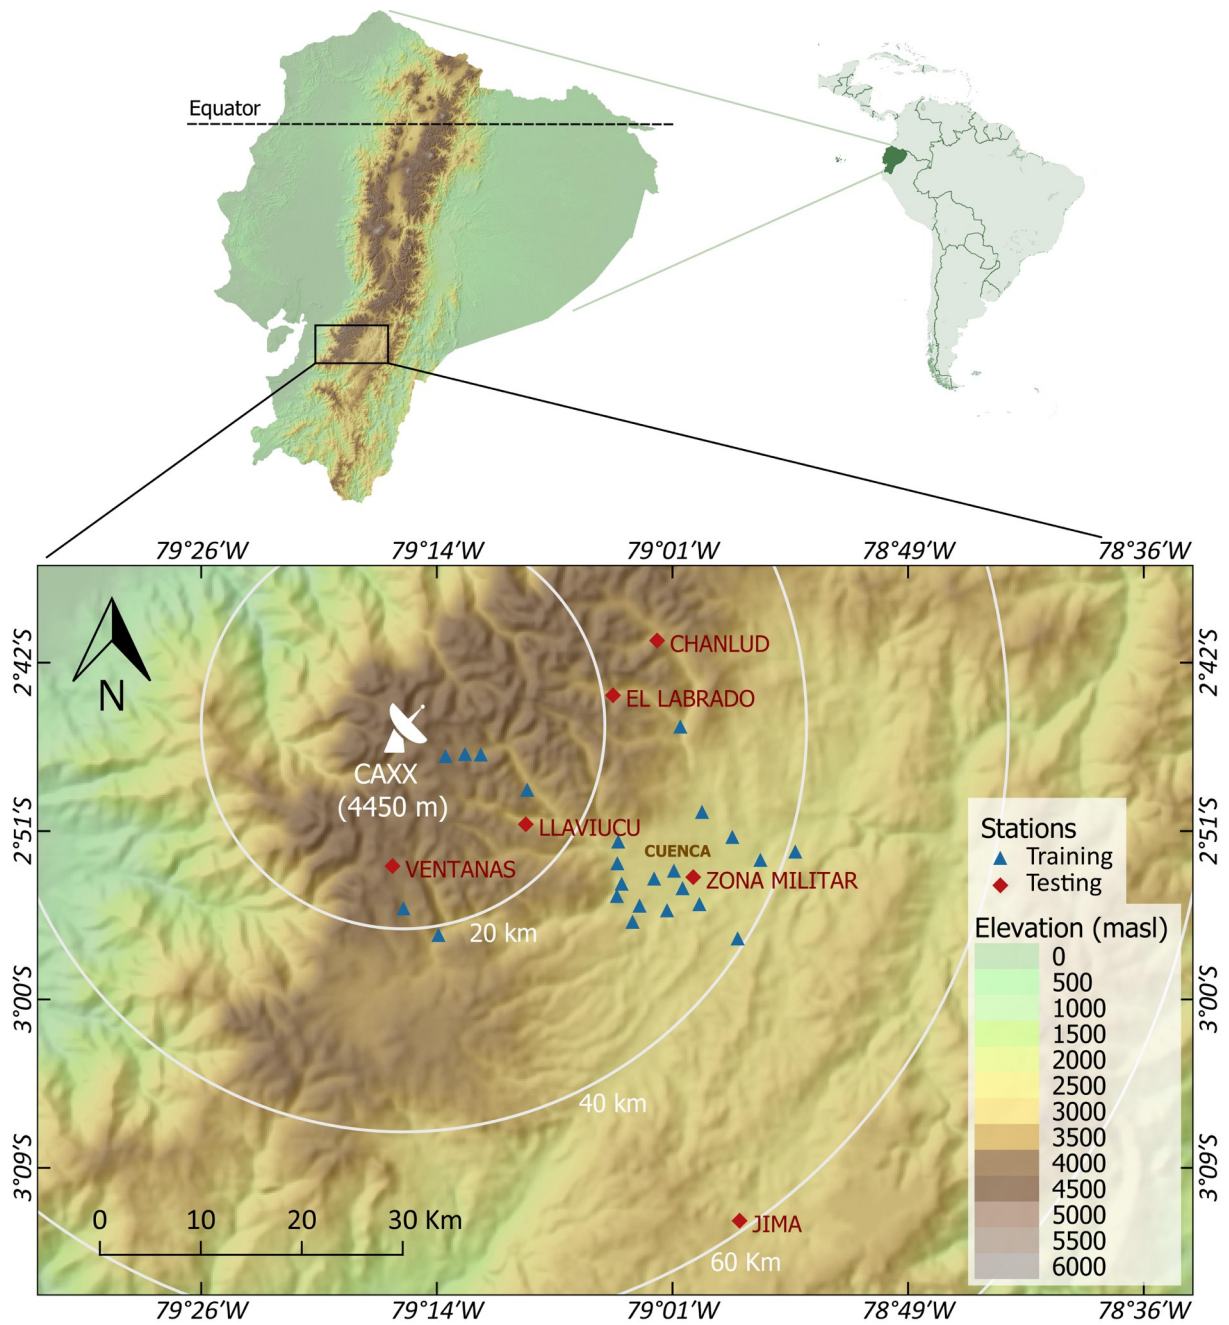 Equator
79°26′W 79°14′W 79°01′W 78°49′W 78°36′W
N
CHANLUD
2°42′S 2°42′S
EL LABRADO
CAXX
(4450 m)
LLAVIUCU
2°51′S 2°51′S
CUENCA
VENTANAS
ZONA MILITAR
20 km
Stations
Training
Testing
Elevation (masl)
0
500
1000
1500
2000
2500
3000
3500
4000
4500
5000
5500
6000
3°00′S 3°00′S
40 km
3°09′S 3°09′S
0 10 20 30 Km
JIMA
60 Km
79°26′W 79°14′W 79°01′W 78°49′W 78°36′W